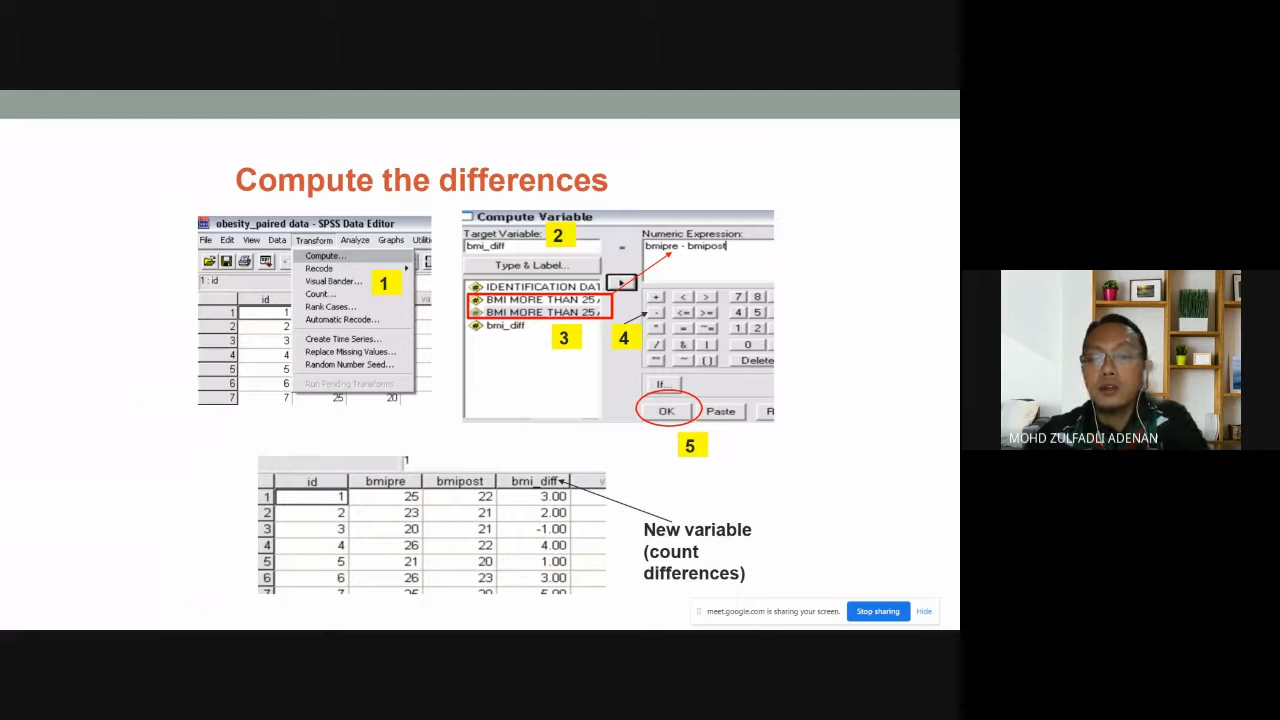 Compute the differences
obesity_paired data - SPSS Data Editor
File Edit View Data Transform Analyze Graphs
1 : id
Compute...
Recode
Visual Bander...
Count...
Rank Cases...
Automatic Recode...
Create Time Series...
Replace Missing Values...
Random Number Seed...
Run Pending Transforms
1
id
1 1
2 2
3 3
4 4
5 5
6 6
7 7 25 20
Compute Variable
Target Variable:
2
bmi_diff
=
Numeric Expression:
bmipre - bmipost
Type & Label...
IDENTIFICATION DAT
BMI MORE THAN 25
BMI MORE THAN 25
bmi_diff
3
4
+ < > 7 8
- <= >= 4 5
* = ~= 1 2
/ & | 0
** ~ () Delete
If...
OK Paste R
5
1
id bmipre bmipost bmi_diff v
1 1 25 22 3.00
2 2 23 21 2.00
3 3 20 21 -1.00
4 4 26 22 4.00
5 5 21 20 1.00
6 6 26 23 3.00
New variable
(count
differences)
meet.google.com is sharing your screen. Stop sharing Hide
MOHD ZULFADLI ADENAN